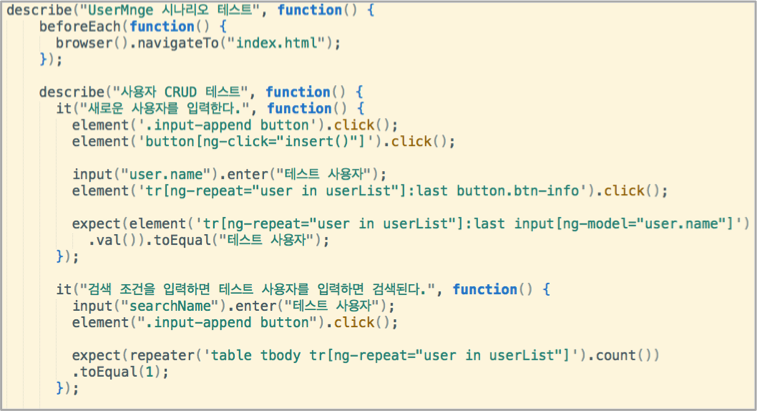 describe("UserMnge 시나리오 테스트", function() {
beforeEach(function() {
browser().navigateTo("index.html");
});
describe("사용자 CRUD 테스트", function() {
it("새로운 사용자를 입력한다.", function() {
element('.input-append button').click();
element('button[ng-click="insert()"]').click();
input("user.name").enter("테스트 사용자");
element('tr[ng-repeat="user in userList"]:last button.btn-info').click();
expect(element('tr[ng-repeat="user in userList"]:last input[ng-model="user.name"]')
.val()).toEqual("테스트 사용자");
});
it("검색 조건을 입력하면 테스트 사용자를 입력하면 검색된다.", function() {
input("searchName").enter("테스트 사용자");
element(".input-append button").click();
expect(repeater('table tbody tr[ng-repeat="user in userList"]').count())
.toEqual(1);
});